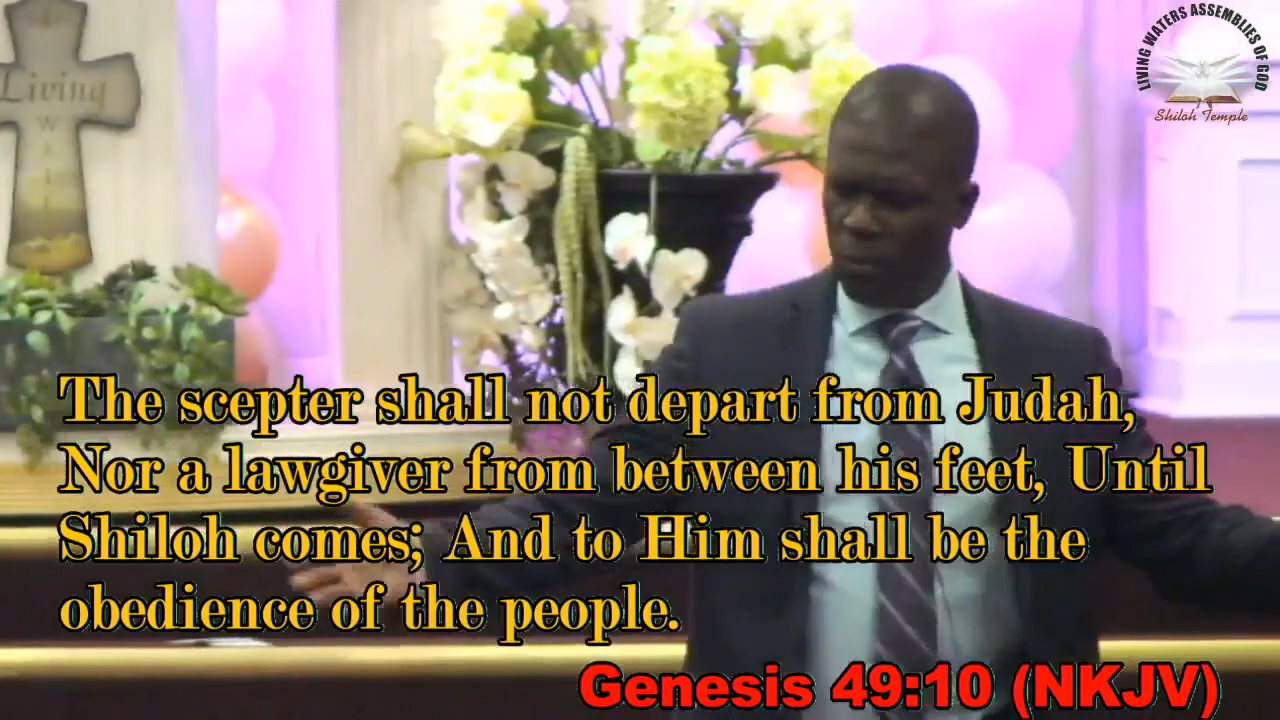 LIVING WATERS ASSEMBLIES OF GOD
Shiloh Temple
Living
The scepter shall not depart from Judah,
Nor a lawgiver from between his feet, Until
Shiloh comes; And to Him shall be the
obedience of the people.
Genesis 49:10 (NKJV)